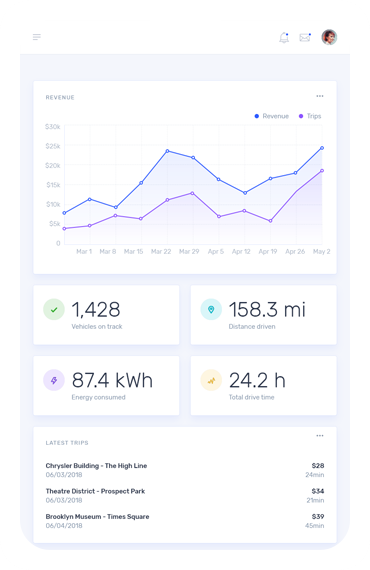 REVENUE
Revenue
Trips
$30k
$25k
$20k
$15k
$10k
$5k
0
Mar 1 Mar 8 Mar 15 Mar 22 Mar 29 Apr 5 Apr 12 Apr 19 Apr 26 May 2
1,428
Vehicles on track
158.3 mi
Distance driven
87.4 kWh
Energy consumed
24.2 h
Total drive time
LATEST TRIPS
Chrysler Building - The High Line $28
06/03/2018 24min
Theatre District - Prospect Park $34
06/03/2018 21min
Brooklyn Museum - Times Square $39
06/04/2018 45min